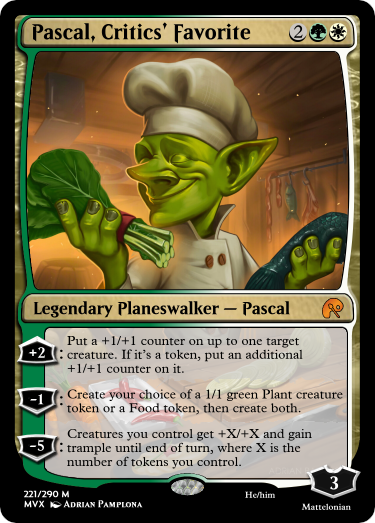 Pascal, Critics’ Favorite 2
Legendary Planeswalker — Pascal
+2: Put a +1/+1 counter on up to one target
creature. If it’s a token, put an additional
+1/+1 counter on it.
−1: Create your choice of a 1/1 green Plant creature
token or a Food token, then create both.
−5: Creatures you control get +X/+X and gain
trample until end of turn, where X is the
number of tokens you control.
3
221/290 M
MVX Adrian Pamplona
He/him
Mattelonian